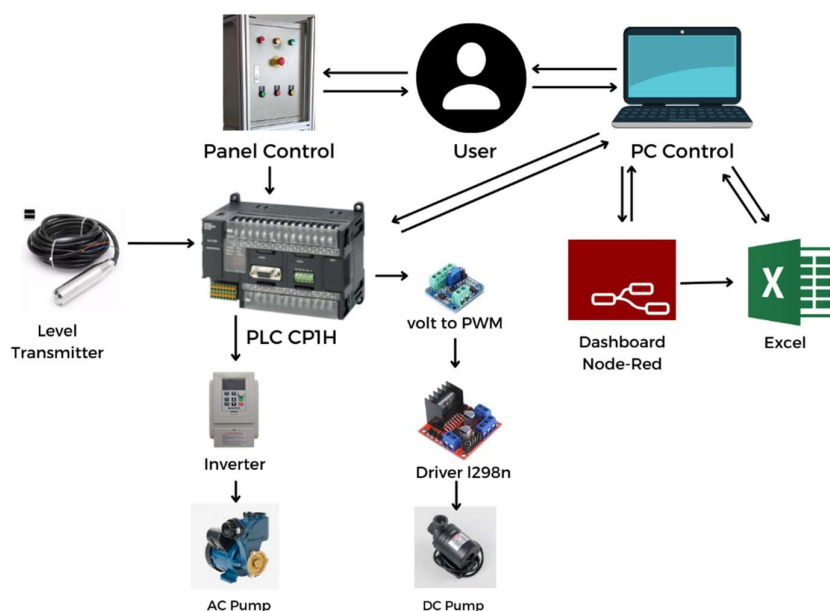 Panel Control
User
PC Control
Level
Transmitter
PLC CP1H
volt to PWM
Dashboard
Node-Red
X
Excel
Inverter
Driver l298n
AC Pump
DC Pump